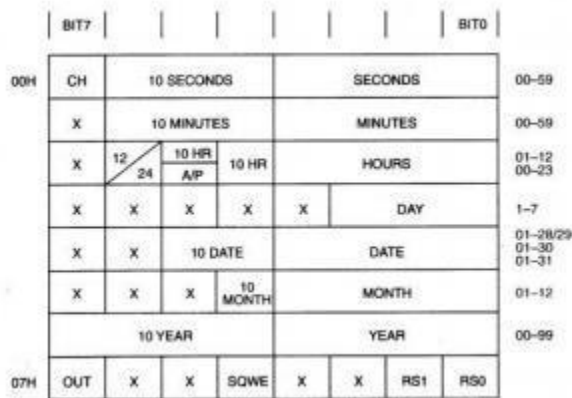 BIT7 BIT0
00H CH 10 SECONDS SECONDS 00–59
X 10 MINUTES MINUTES 00–59
X 12/24 10 HR A/P 10 HR HOURS 01–12 00–23
X X X X X DAY 1–7
X X 10 DATE DATE 01–28/29 01–30 01–31
X X X 10 MONTH MONTH 01–12
10 YEAR YEAR 00–99
07H OUT X X SQWE X X RS1 RS0